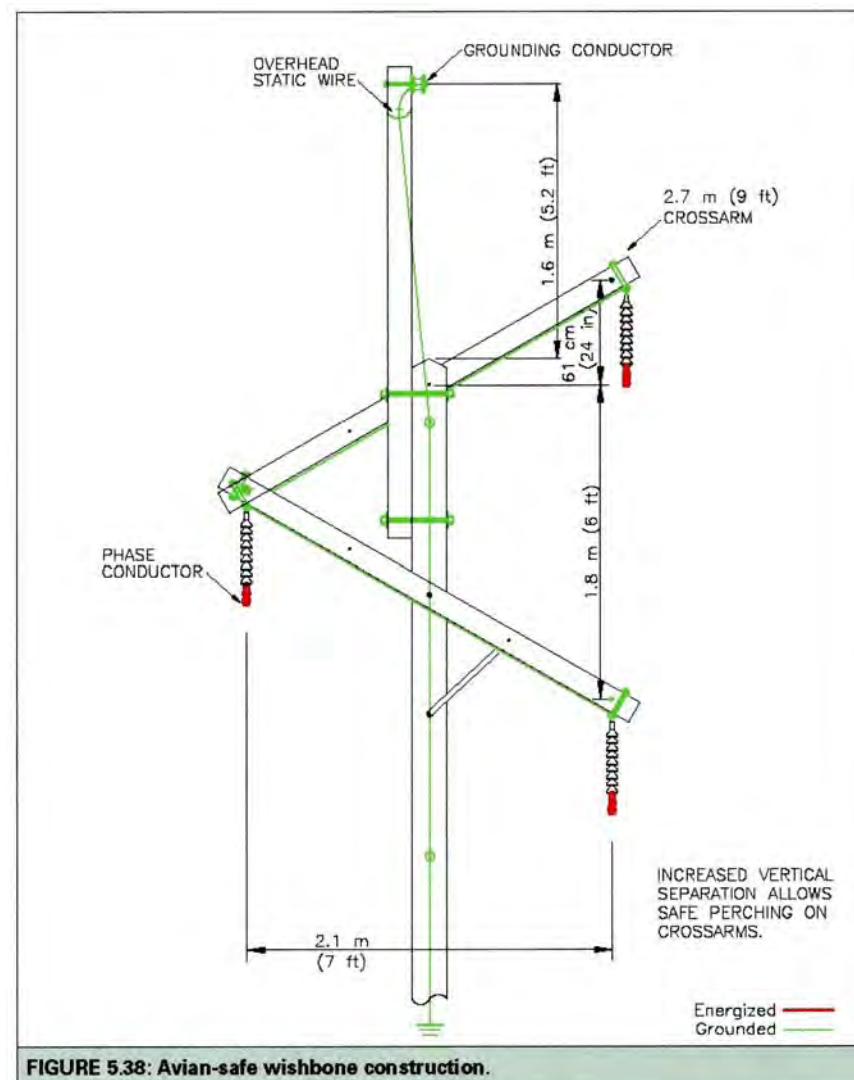 OVERHEAD
STATIC WIRE
GROUNDING CONDUCTOR
1.6 m (5.2 ft)
2.7 m (9 ft)
CROSSARM
61 cm
(24 in)
1.8 m (6 ft)
PHASE
CONDUCTOR
INCREASED VERTICAL
SEPARATION ALLOWS
SAFE PERCHING ON
CROSSARMS.
2.1 m
(7 ft)
Energized
Grounded
FIGURE 5.38: Avian-safe wishbone construction.